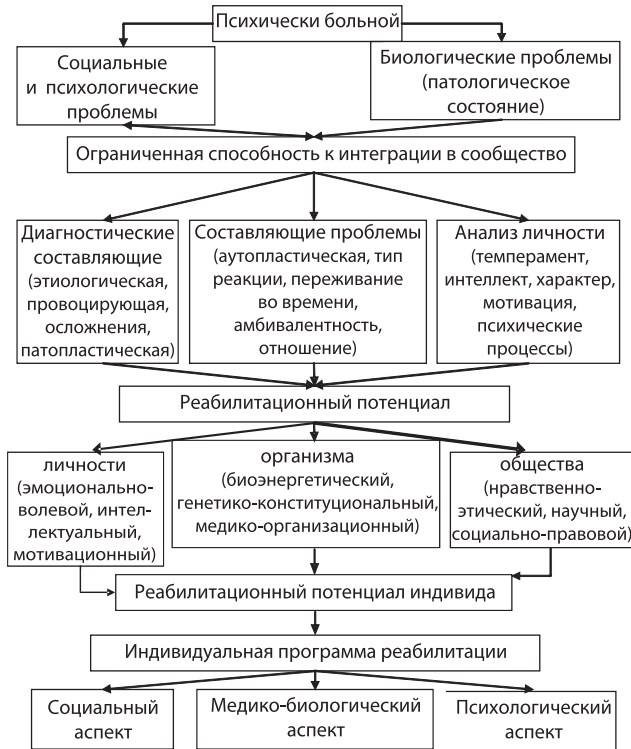 Психически больной
Социальные
и психологические
проблемы
Биологические проблемы
(патологическое
состояние)
Ограниченная способность к интеграции в сообщество
Диагностические
составляющие
(этиологическая,
провоцирующая,
осложнения,
патопластическая)
Составляющие проблемы
(аутопластическая, тип
реакции, переживание
во времени,
амбивалентность,
отношение)
Анализ личности
(темперамент,
интеллект, характер,
мотивация,
психические
процессы)
Реабилитационный потенциал
личности
(эмоционально-
волевой, интел-
лектуальный,
мотивационный)
организма
(биоэнергетический,
генетико-конституциональный,
медико-организационный)
общества
(нравственно-
этический, научный,
социально-правовой)
Реабилитационный потенциал индивида
Индивидуальная программа реабилитации
Социальный
аспект
Медико-биологический
аспект
Психологический
аспект